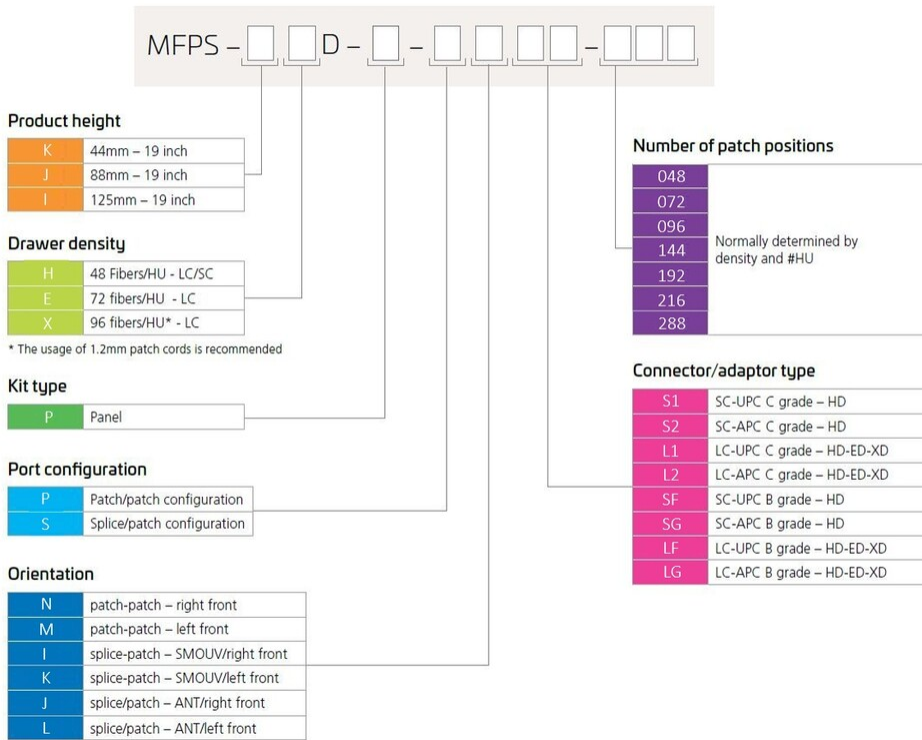 MFPS – D – – –
Product height
K 44mm – 19 inch
J 88mm – 19 inch
I 125mm – 19 inch
Drawer density
H 48 Fibers/HU - LC/SC
E 72 fibers/HU - LC
X 96 fibers/HU* - LC
* The usage of 1.2mm patch cords is recommended
Kit type
P Panel
Port configuration
P Patch/patch configuration
S Splice/patch configuration
Orientation
N patch-patch – right front
M patch-patch – left front
I splice-patch – SMOUV/right front
K splice-patch – SMOUV/left front
J splice/patch – ANT/right front
L splice/patch – ANT/left front
Number of patch positions
048
072
096
144
192
216
288
Normally determined by
density and #HU
Connector/adaptor type
S1 SC-UPC C grade – HD
S2 SC-APC C grade – HD
L1 LC-UPC C grade – HD-ED-XD
L2 LC-APC C grade – HD-ED-XD
SF SC-UPC B grade – HD
SG SC-APC B grade – HD
LF LC-UPC B grade – HD-ED-XD
LG LC-APC B grade – HD-ED-XD